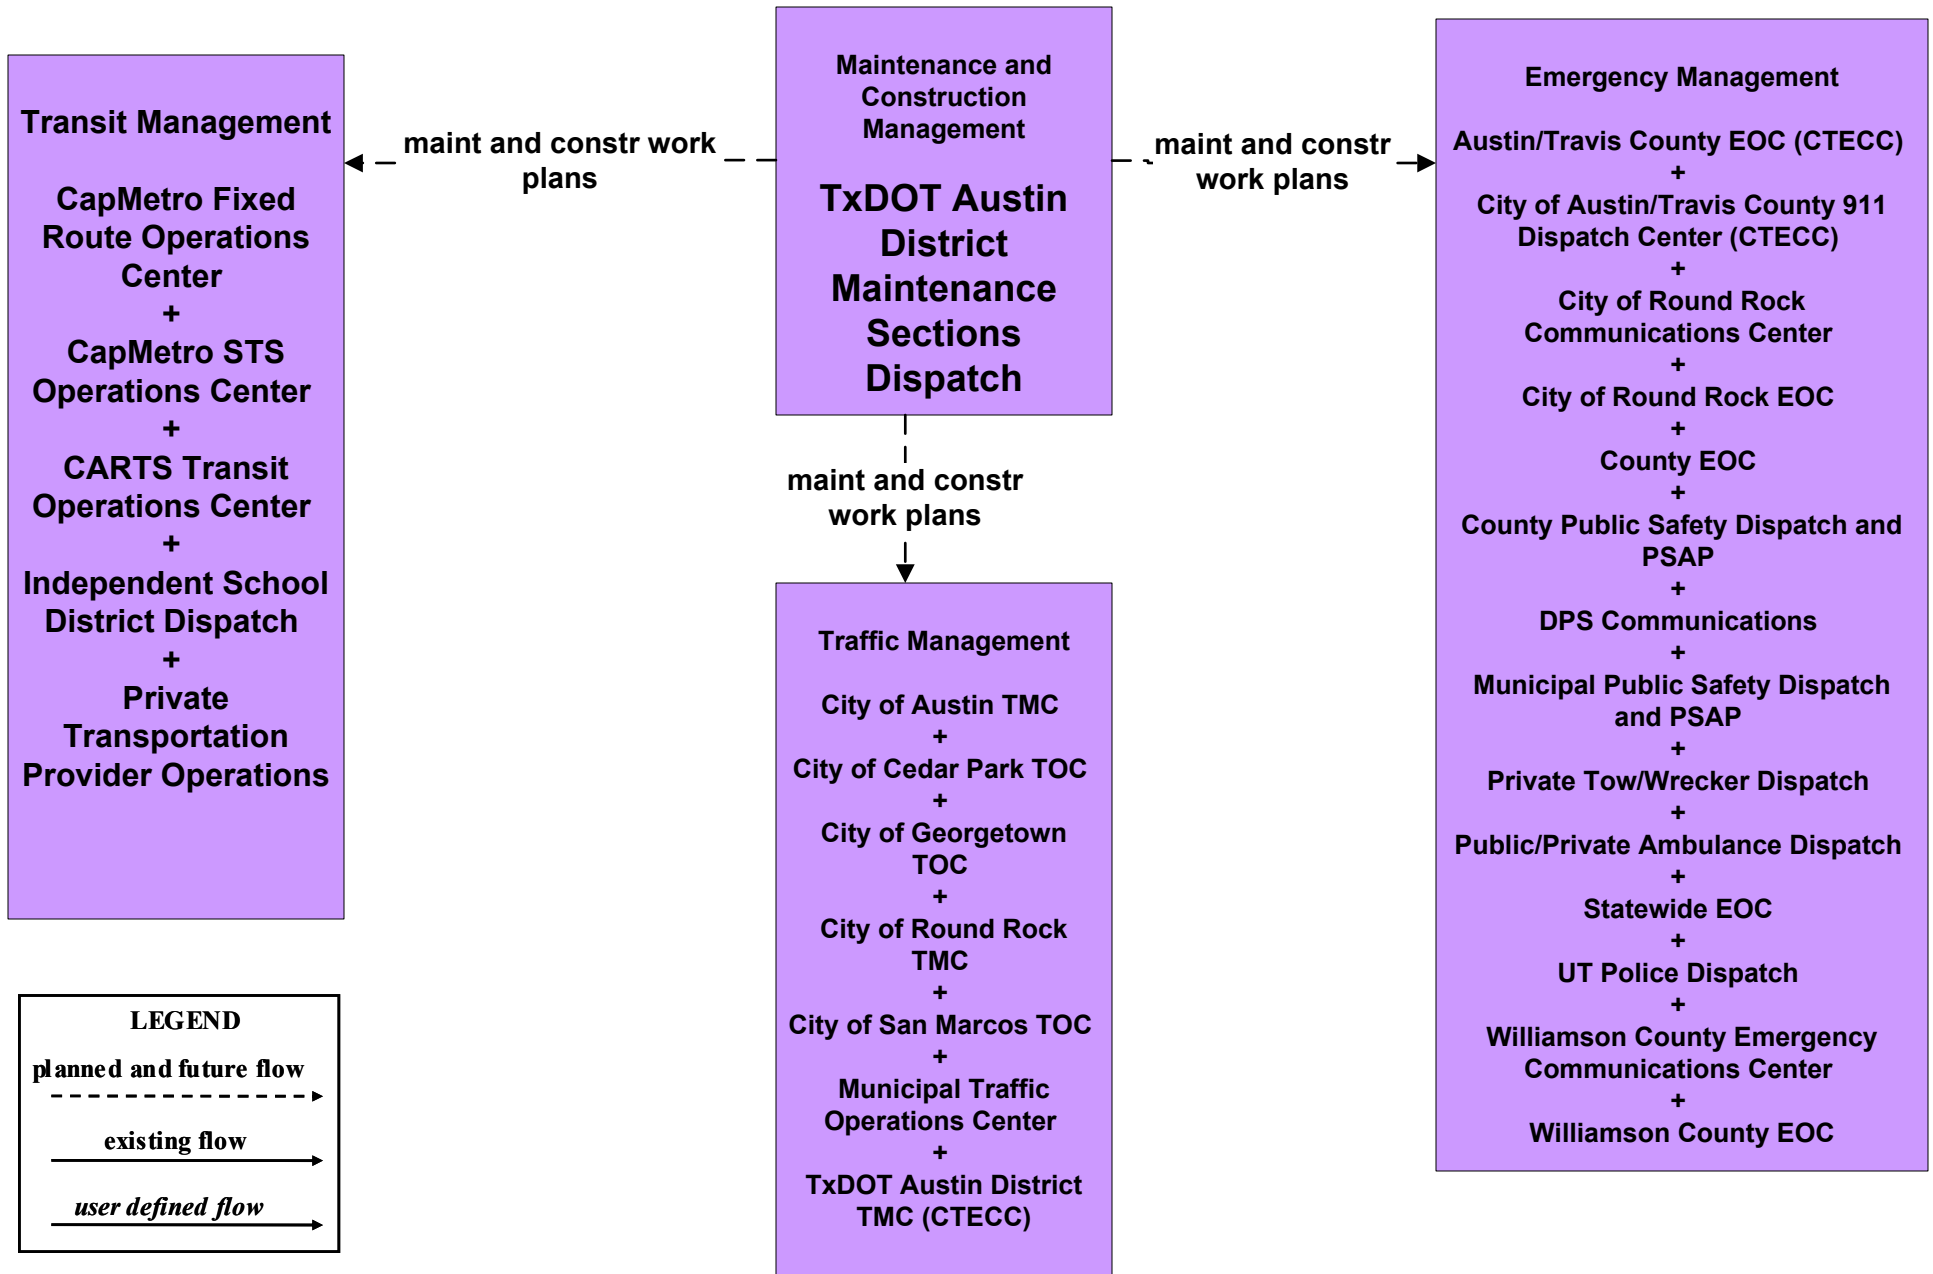 Transit Management
CapMetro Fixed
Route Operations
Center
+
CapMetro STS
Operations Center
+
CARTS Transit
Operations Center
+
Independent School
District Dispatch
+
Private
Transportation
Provider Operations
maint and constr work
plans
Maintenance and
Construction
Management
TxDOT Austin
District
Maintenance
Sections
Dispatch
maint and constr
work plans
maint and constr
work plans
Traffic Management
City of Austin TMC
+
City of Cedar Park TOC
+
City of Georgetown
TOC
+
City of Round Rock
TMC
+
City of San Marcos TOC
+
Municipal Traffic
Operations Center
+
TxDOT Austin District
TMC (CTECC)
Emergency Management
Austin/Travis County EOC (CTECC)
+
City of Austin/Travis County 911
Dispatch Center (CTECC)
+
City of Round Rock
Communications Center
+
City of Round Rock EOC
+
County EOC
+
County Public Safety Dispatch and
PSAP
+
DPS Communications
+
Municipal Public Safety Dispatch
and PSAP
+
Private Tow/Wrecker Dispatch
+
Public/Private Ambulance Dispatch
+
Statewide EOC
+
UT Police Dispatch
+
Williamson County Emergency
Communications Center
+
Williamson County EOC
LEGEND
planned and future flow
existing flow
user defined flow